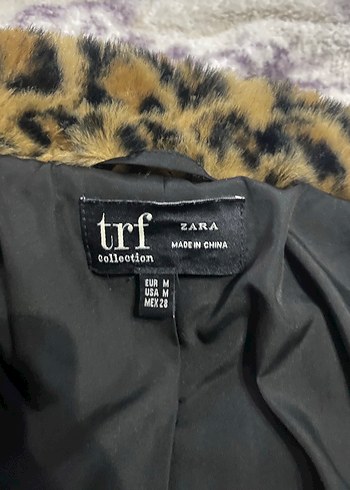 trf
collection
ZARA
MADE IN CHINA
EUR M
USA M
MEX 28